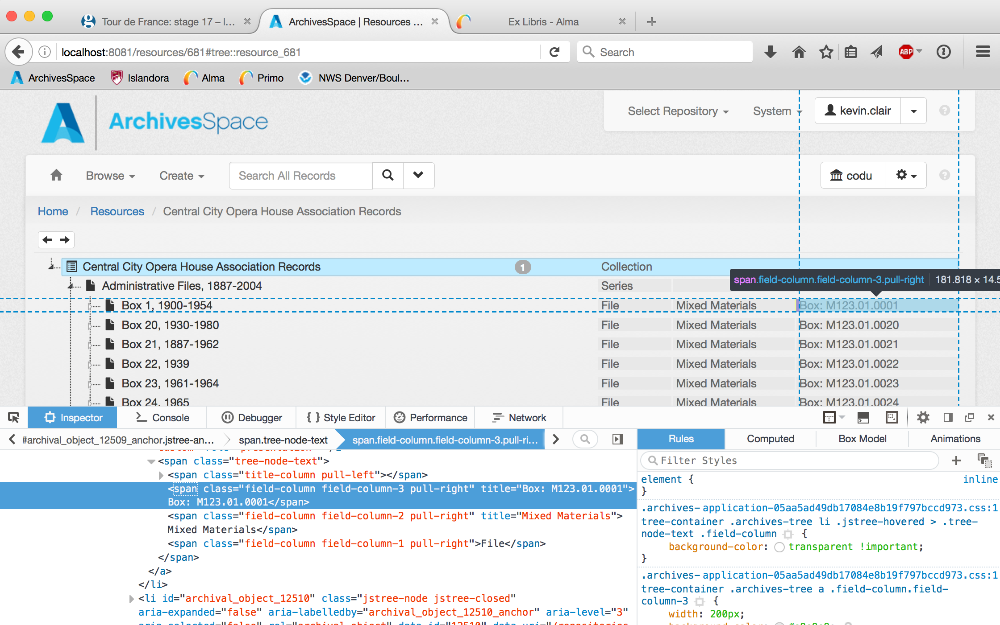 Tour de France: stage 17 – l...
ArchivesSpace | Resources ...
Ex Libris - Alma
localhost:8081/resources/681#tree::resource_681
Search
ABP
ArchivesSpace
Islandora
Alma
Primo
NWS Denver/Boul...
ArchivesSpace
Select Repository
System
kevin.clair
Browse
Create
Search All Records
codu
Home / Resources / Central City Opera House Association Records
Central City Opera House Association Records 1 Collection
Administrative Files, 1887-2004 Series
span.field-column.field-column-3.pull-right 181.818 × 14.5
Box 1, 1900-1954 File Mixed Materials Box: M123.01.0001
Box 20, 1930-1980 File Mixed Materials Box: M123.01.0020
Box 21, 1887-1962 File Mixed Materials Box: M123.01.0021
Box 22, 1939 File Mixed Materials Box: M123.01.0022
Box 23, 1961-1964 File Mixed Materials Box: M123.01.0023
Box 24, 1965 File Mixed Materials Box: M123.01.0024
Inspector
Console
Debugger
{ } Style Editor
Performance
Network
#archival_object_12509_anchor.jstree-an...
span.tree-node-text
span.field-column.field-column-3.pull-ri...
<span class="tree-node-text">
<span class="title-column pull-left"></span>
<span class="field-column field-column-3 pull-right" title="Box: M123.01.0001">
Box: M123.01.0001</span>
<span class="field-column field-column-2 pull-right" title="Mixed Materials">
Mixed Materials</span>
<span class="field-column field-column-1 pull-right">File</span>
</span>
</a>
</li>
<li id="archival_object_12510" class="jstree-node jstree-closed"
aria-expanded="false" aria-labelledby="archival_object_12510_anchor" aria-level="3"
aria-selected="false" rel="archival_object" data-id="12510" data-uri="/repositories
Rules
Computed
Box Model
Animations
Filter Styles
element { inline
}
.archives- application-05aa5ad49db17084e8b19f797bccd973.css:1
tree-container .archives-tree li .jstree-hovered > .tree-
node-text .field-column {
background-color: transparent !important;
}
.archives- application-05aa5ad49db17084e8b19f797bccd973.css:1
tree-container .archives-tree a .field-column.field-
column-3 {
width: 200px;